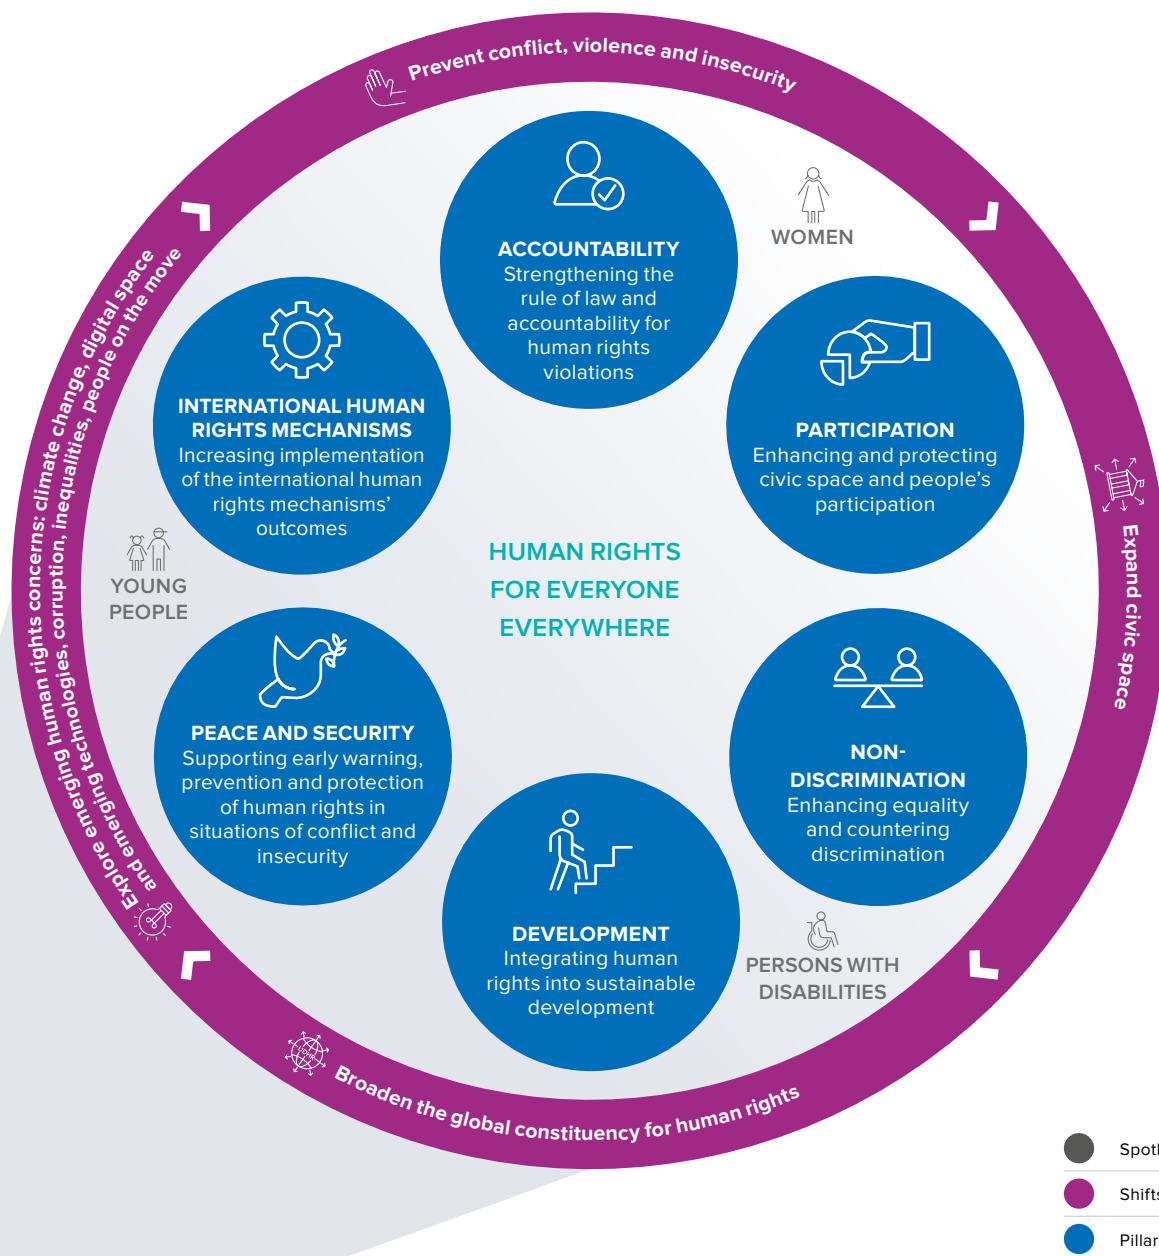 Prevent conflict, violence and insecurity
ACCOUNTABILITY
Strengthening the
rule of law and
accountability for
human rights
violations
WOMEN
PARTICIPATION
Enhancing and protecting
civic space and people's
participation
Expand civic space
NON-
DISCRIMINATION
Enhancing equality
and countering
discrimination
PERSONS WITH
DISABILITIES
DEVELOPMENT
Integrating human
rights into sustainable
development
Broaden the global constituency for human rights
UDHR
PEACE AND SECURITY
Supporting early warning,
prevention and protection
of human rights in
situations of conflict and
insecurity
YOUNG
PEOPLE
INTERNATIONAL HUMAN
RIGHTS MECHANISMS
Increasing implementation
of the international human
rights mechanisms'
outcomes
Explore emerging human rights concerns: climate change, digital space
and emerging technologies, corruption, inequalities, people on the move
HUMAN RIGHTS
FOR EVERYONE
EVERYWHERE
Shifts
Pillar